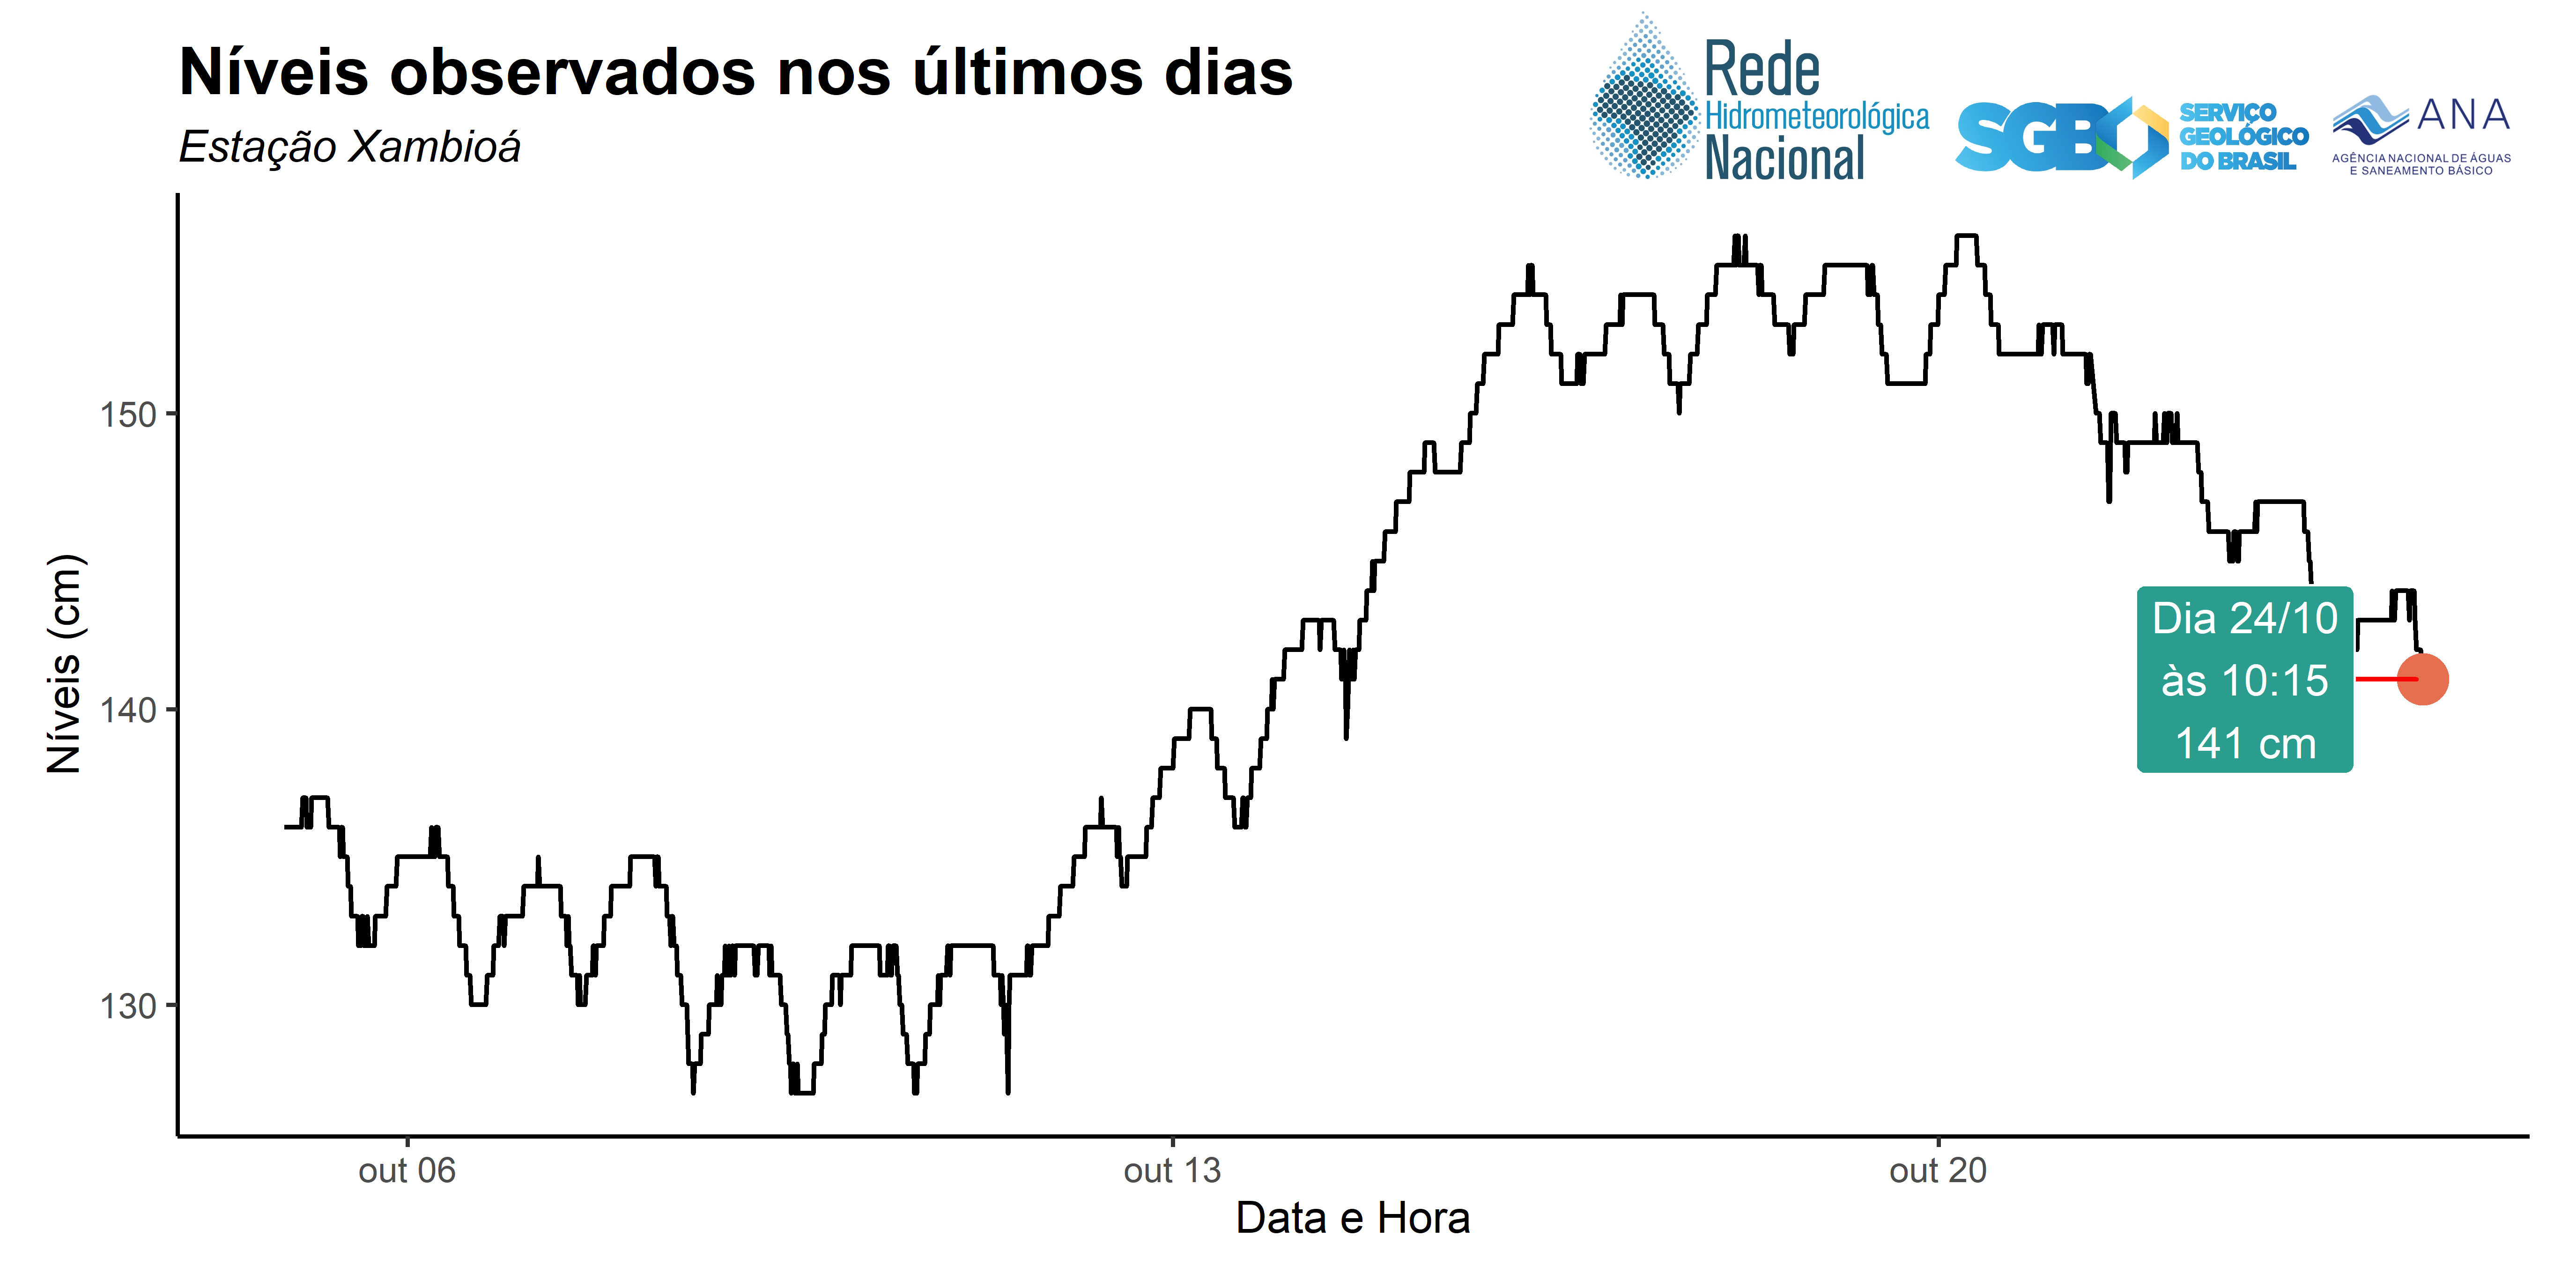 Níveis observados nos últimos dias
Estação Xambioá
Rede
Hidrometeorológica
Nacional
SGB
SERVIÇO
GEOLÓGICO
DO BRASIL
ANA
AGÊNCIA NACIONAL DE ÁGUAS
E SANEAMENTO BÁSICO
Níveis (cm)
150
140
130
Dia 24/10
às 10:15
141 cm
out 06
out 13
out 20
Data e Hora